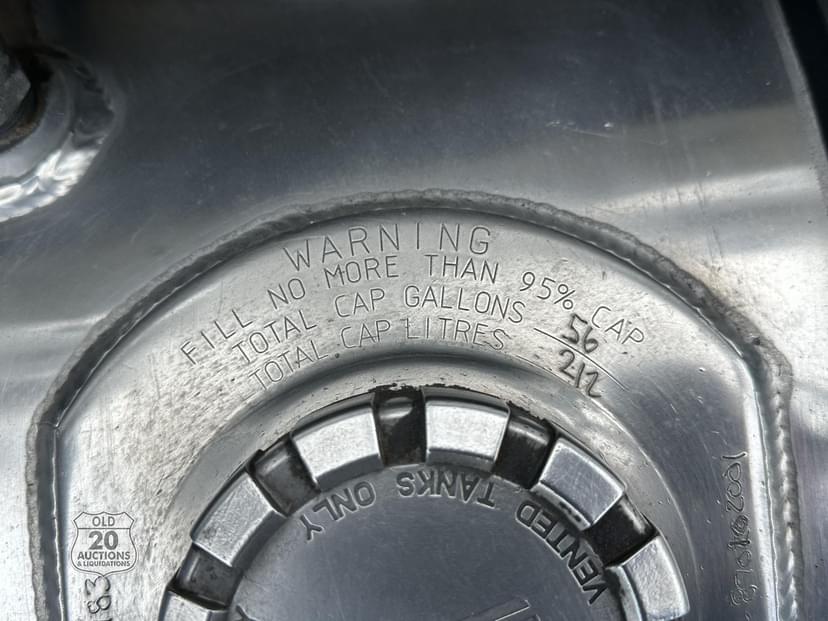 WARNING
FILL NO MORE THAN 95% CAP
TOTAL CAP GALLONS 56
TOTAL CAP LITRES 212
VENTED TANKS ONLY
OLD
20
AUCTIONS
& LIQUIDATIONS